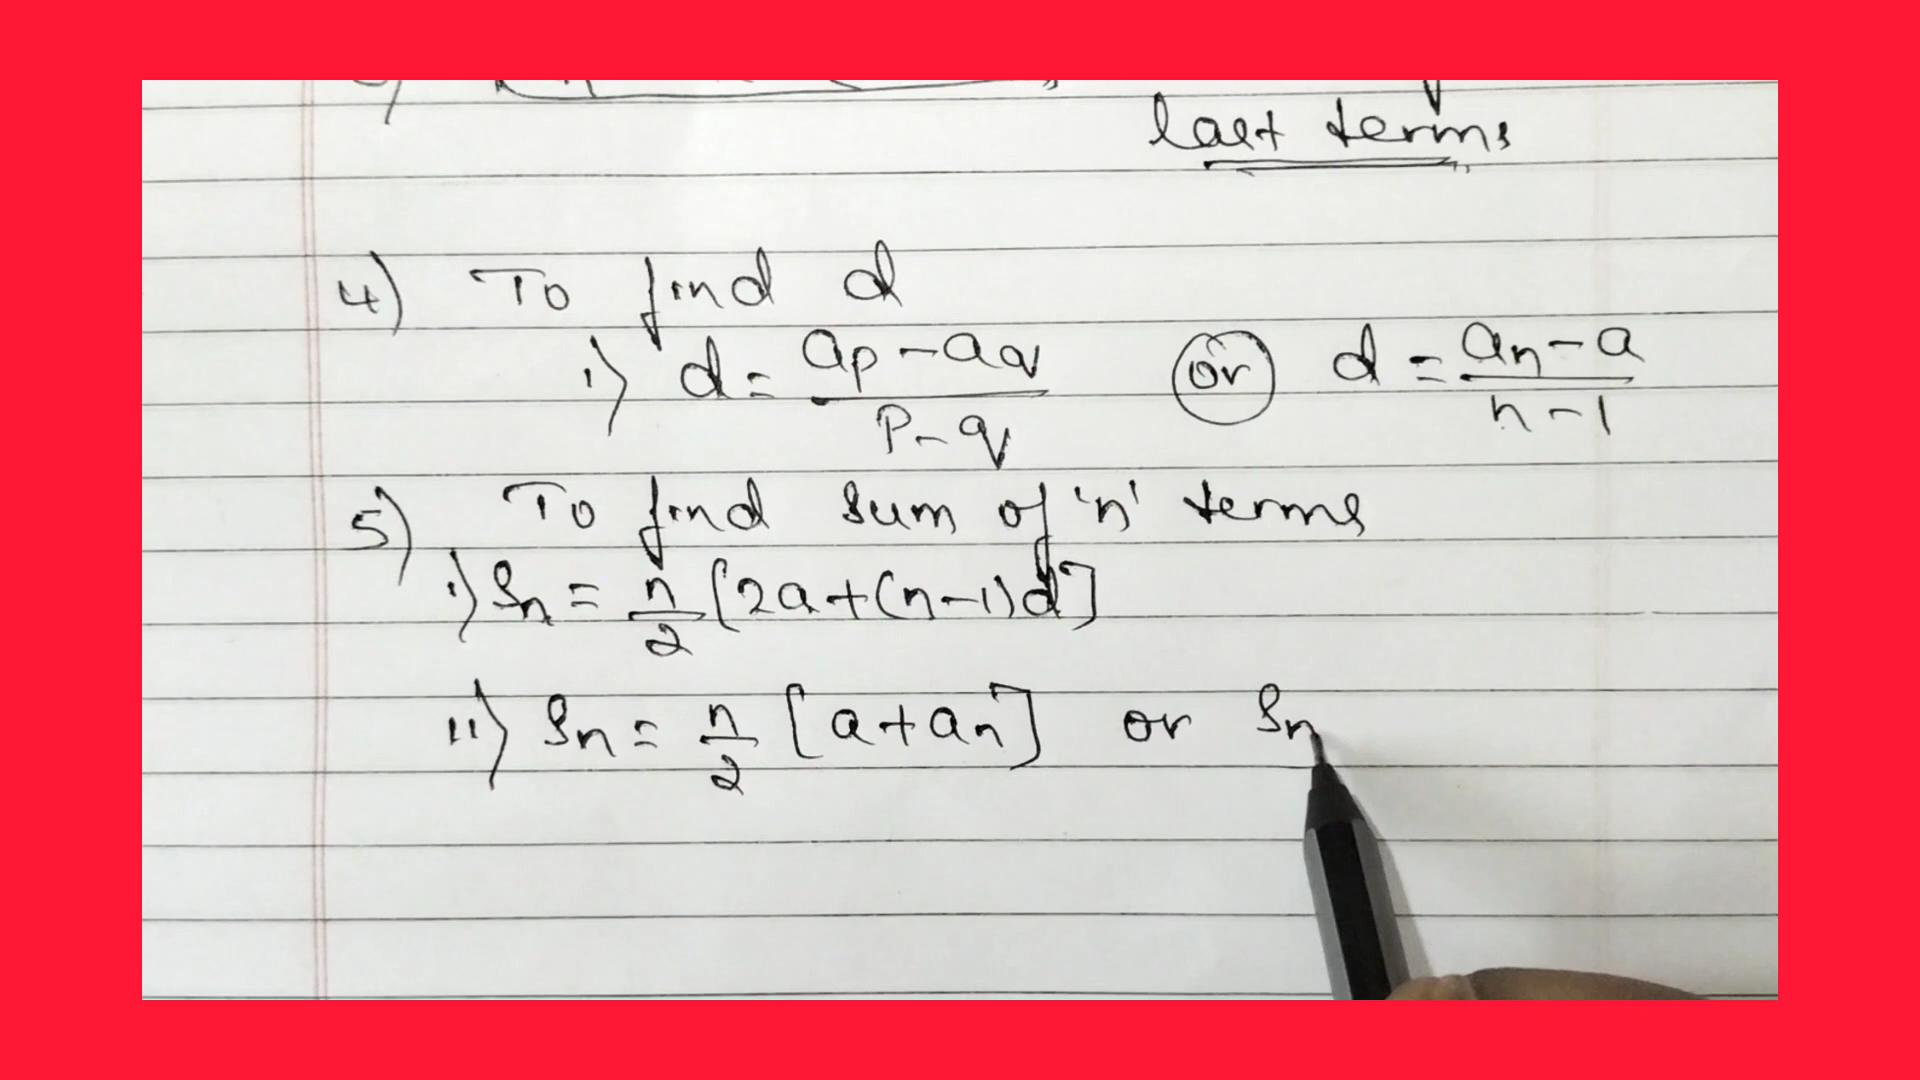 last terms
4) To find d
i) d = ap - aq / p - q (or) d = an - a / n - 1
5) To find sum of 'n' terms
i) Sn = n/2 [2a + (n-1)d]
ii) Sn = n/2 [a + an] or Sn